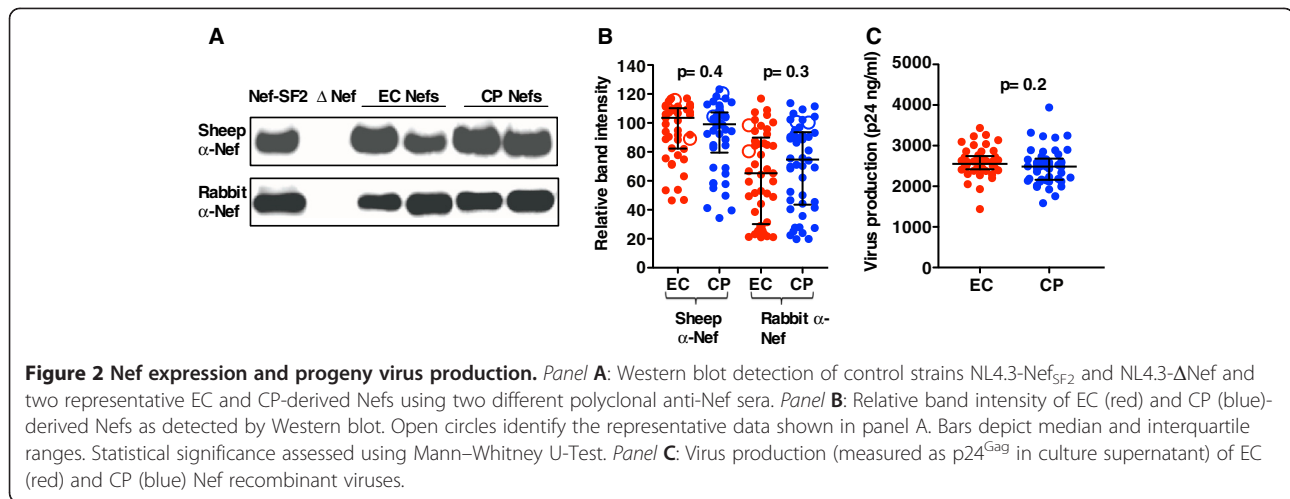 A
Nef-SF2 Δ Nef EC Nefs CP Nefs
Sheep
α-Nef
Rabbit
α-Nef
B
p= 0.4 p= 0.3
Relative band intensity
140
120
100
80
60
40
20
0
EC CP EC CP
Sheep
α-Nef
Rabbit α-
Nef
C
p= 0.2
Virus production (p24 ng/ml)
5000
4000
3000
2000
1000
0
EC CP
Figure 2 Nef expression and progeny virus production. Panel A: Western blot detection of control strains NL4.3-NefSF2 and NL4.3-ΔNef and
two representative EC and CP-derived Nefs using two different polyclonal anti-Nef sera. Panel B: Relative band intensity of EC (red) and CP (blue)-
derived Nefs as detected by Western blot. Open circles identify the representative data shown in panel A. Bars depict median and interquartile
ranges. Statistical significance assessed using Mann–Whitney U-Test. Panel C: Virus production (measured as p24Gag in culture supernatant) of EC
(red) and CP (blue) Nef recombinant viruses.